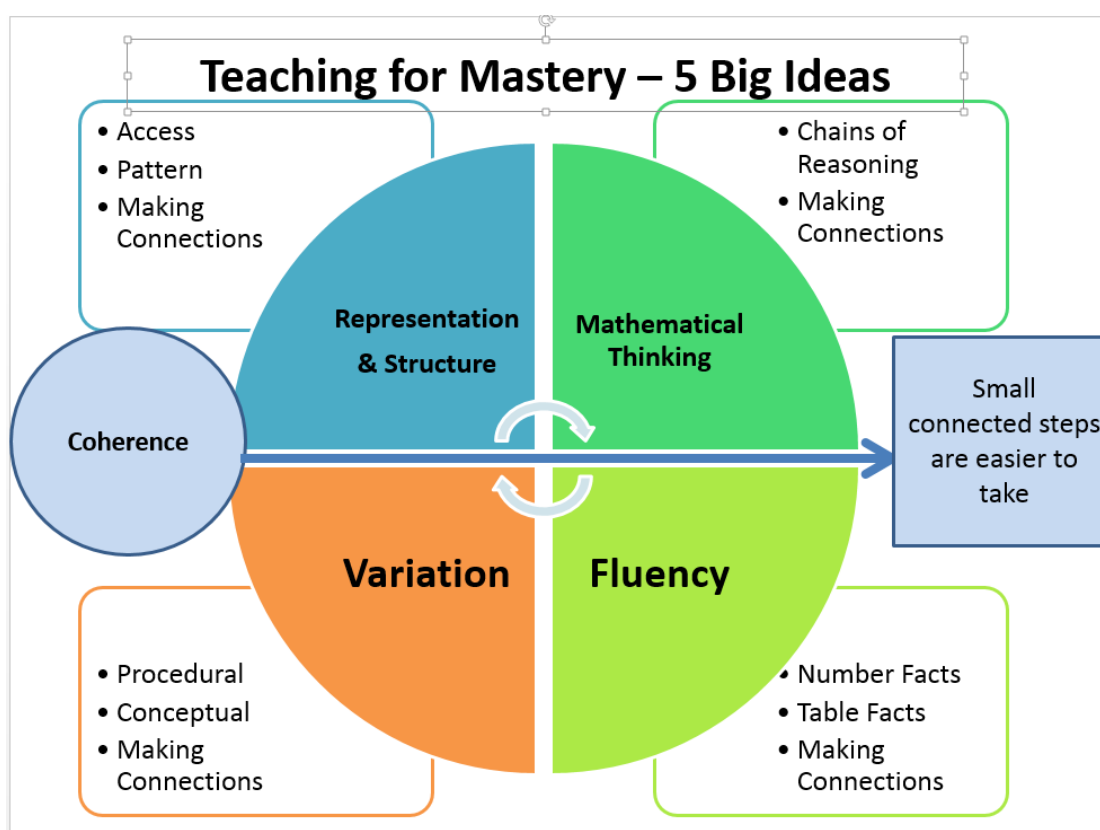 Teaching for Mastery – 5 Big Ideas
• Access
• Pattern
• Making
Connections
• Chains of
Reasoning
• Making
Connections
Representation
& Structure
Mathematical
Thinking
Coherence
Small
connected steps
are easier to
take
Variation
Fluency
• Procedural
• Conceptual
• Making
Connections
• Number Facts
• Table Facts
• Making
Connections